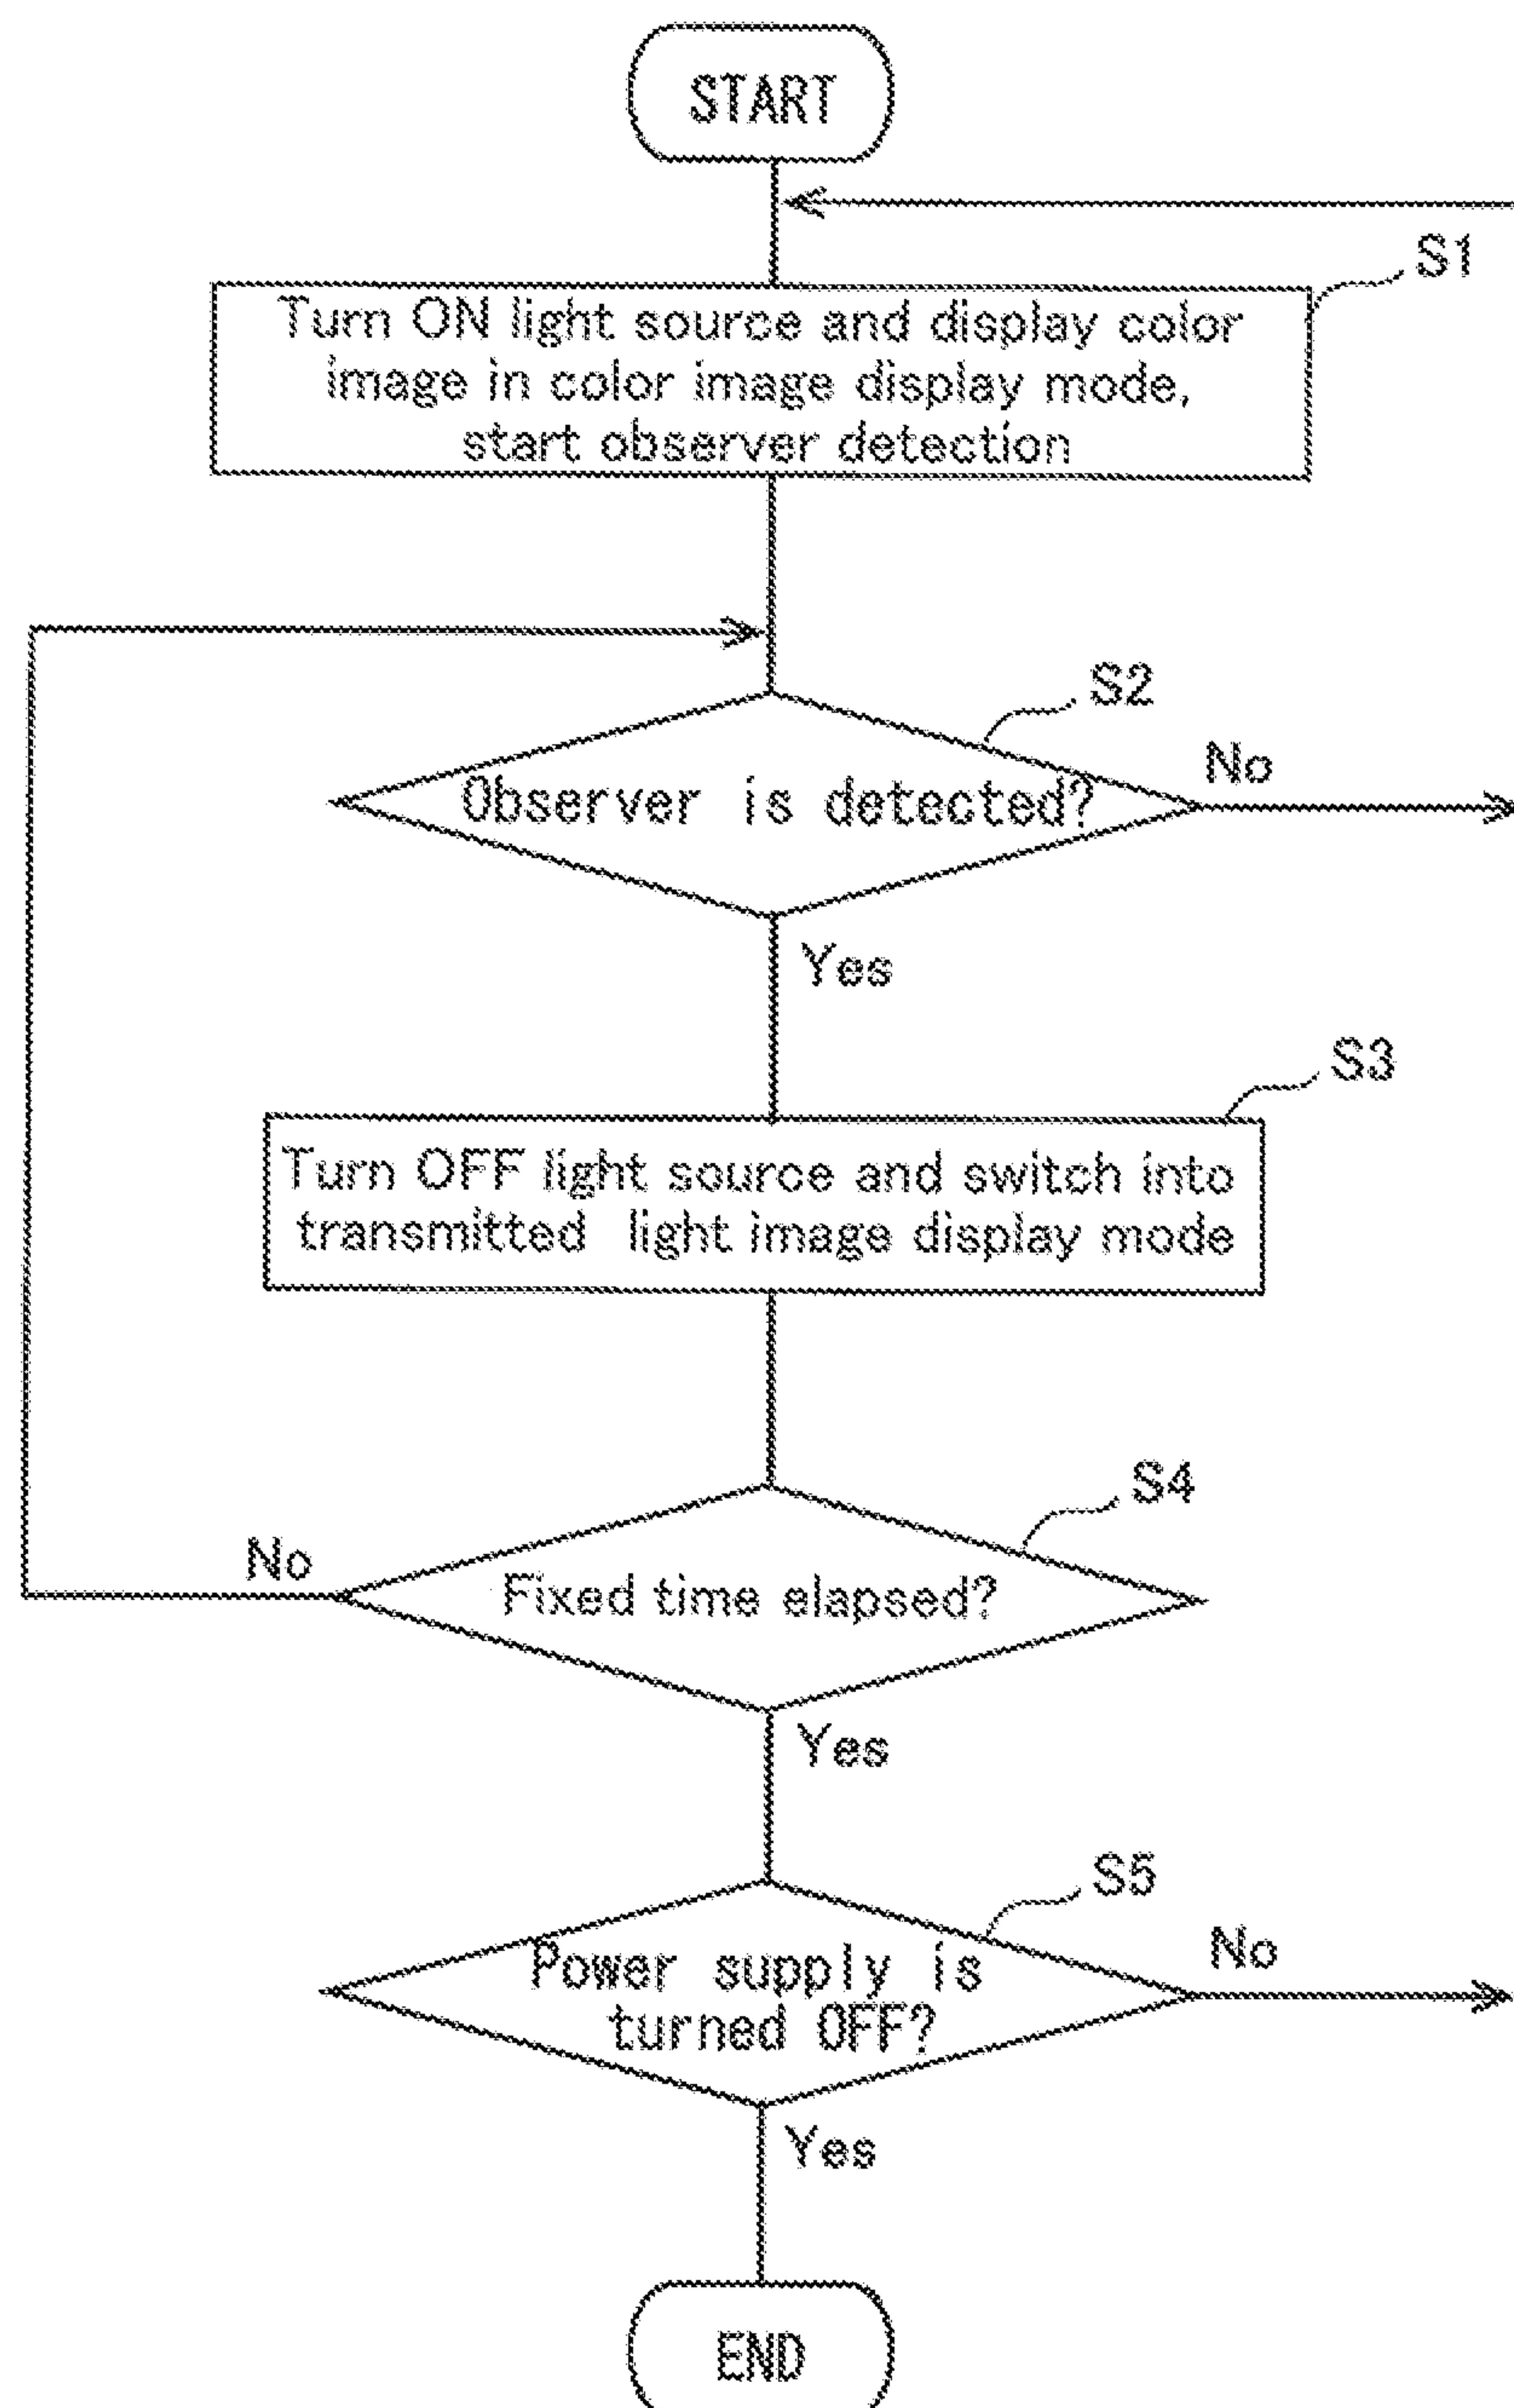 START
S1
Turn ON light source and display color
image in color image display mode,
start observer detection
S2
No
Observer is detected?
Yes
S3
Turn OFF light source and switch into
transmitted light image display mode
S4
No
Fixed time elapsed?
Yes
S5
No
Power supply is
turned OFF?
Yes
END